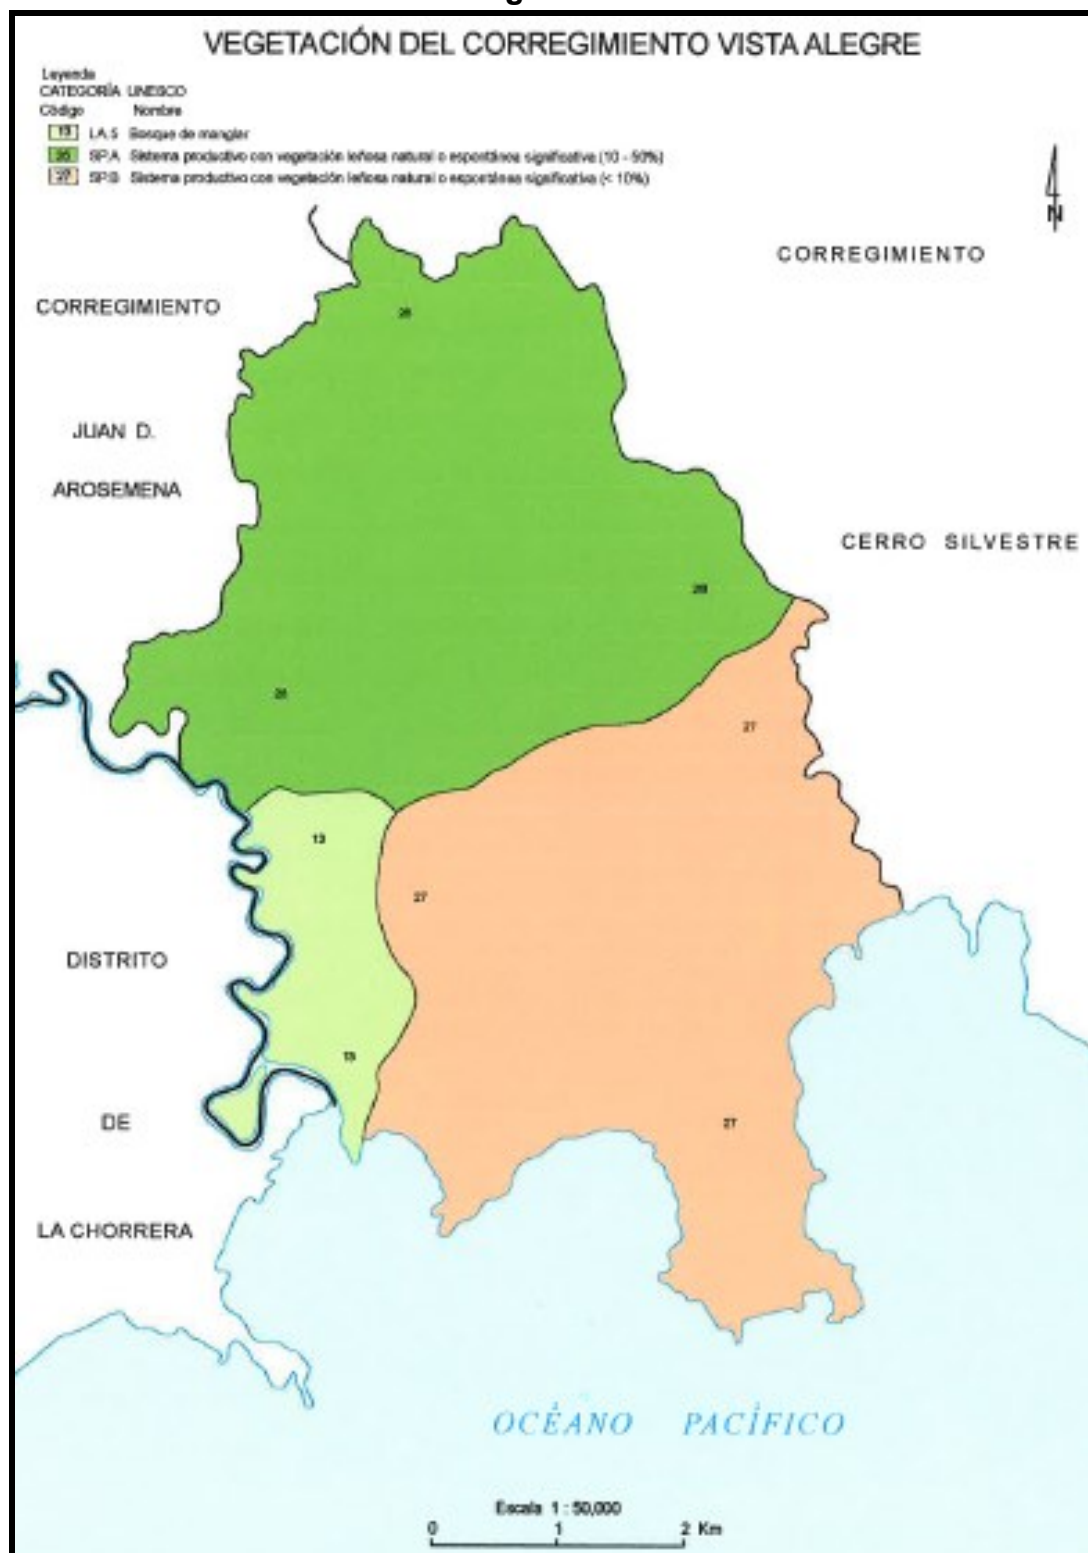 VEGETACIÓN DEL CORREGIMIENTO VISTA ALEGRE
Leyenda
CATEGORÍA UNESCO
Código Nombre
13 I.A.5 Bosque de manglar
26 SP.A Sistema productivo con vegetación leñosa natural o espontánea significativa (10 - 50%)
27 SP.B Sistema productivo con vegetación leñosa natural o espontánea significativa (< 10%)
N
CORREGIMIENTO
CORREGIMIENTO
26
JUAN D.
AROSEMENA
CERRO SILVESTRE
26
26
27
13
27
DISTRITO
13
DE
27
LA CHORRERA
OCÉANO PACÍFICO
Escala 1 : 50,000
0 1 2 Km